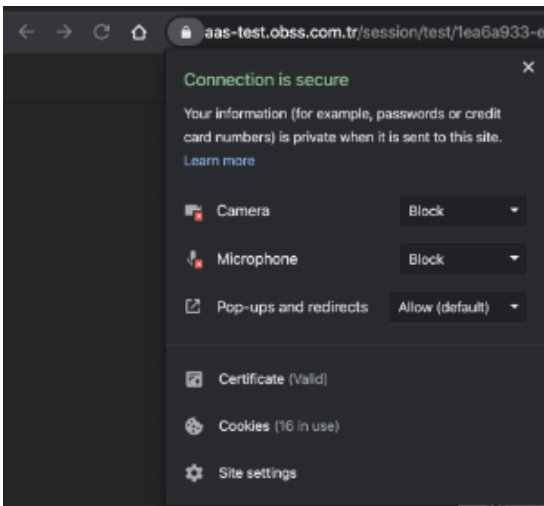 aas-test.obss.com.tr/session/test/1ea6a933-e
Connection is secure
Your information (for example, passwords or credit
card numbers) is private when it is sent to this site.
Learn more
Camera Block
Microphone Block
Pop-ups and redirects Allow (default)
Certificate (Valid)
Cookies (16 in use)
Site settings